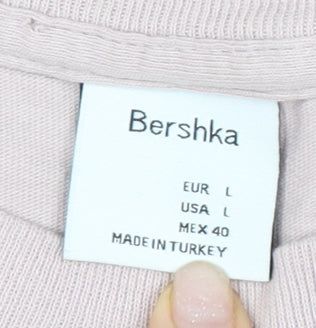 Bershka
EUR L
USA L
MEX 40
MADE IN TURKEY